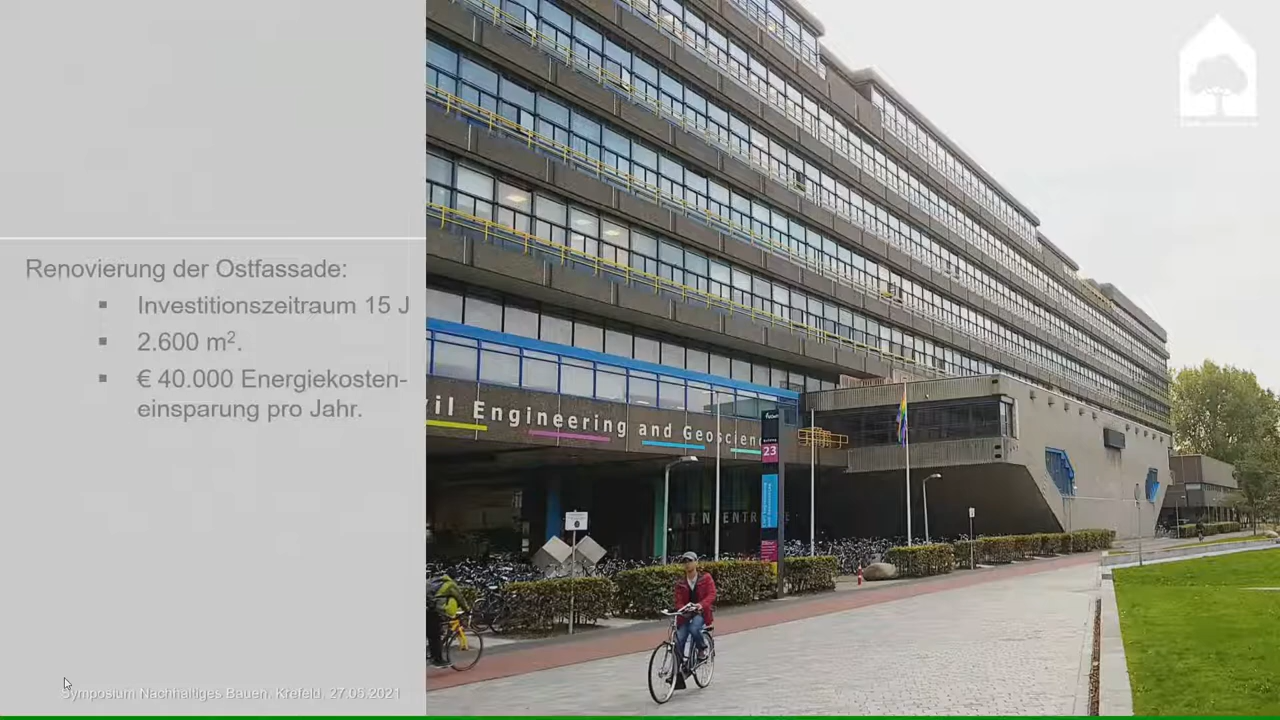 Renovierung der Ostfassade:
▪ Investitionszeitraum 15 J
▪ 2.600 m².
▪ € 40.000 Energiekosten-
einsparung pro Jahr.
vil Engineering and Geoscien
23
Symposium Nachhaltiges Bauen, Krefeld, 27.05.2021